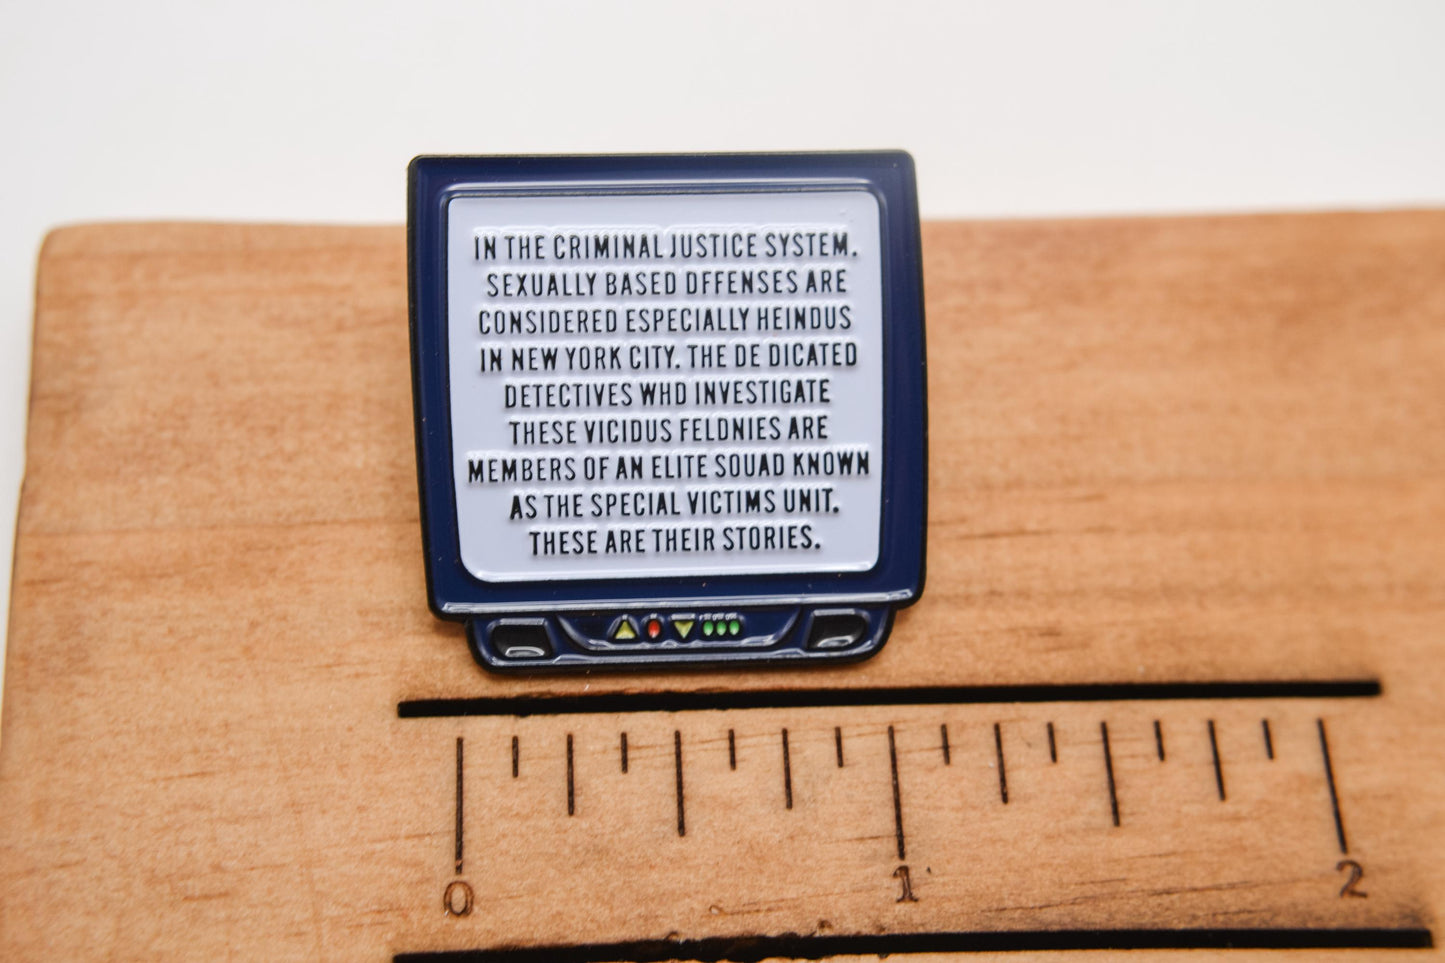 IN THE CRIMINAL JUSTICE SYSTEM.
SEXUALLY BASED DFFENSES ARE
CONSIDERED ESPECIALLY HEINDUS
IN NEW YORK CITY. THE DE DICATED
DETECTIVES WHD INVESTIGATE
THESE VICIDUS FELDNIES ARE
MEMBERS OF AN ELITE SOUAD KNOWN
AS THE SPECIAL VICTIMS UNIT.
THESE ARE THEIR STORIES.
0 1 2